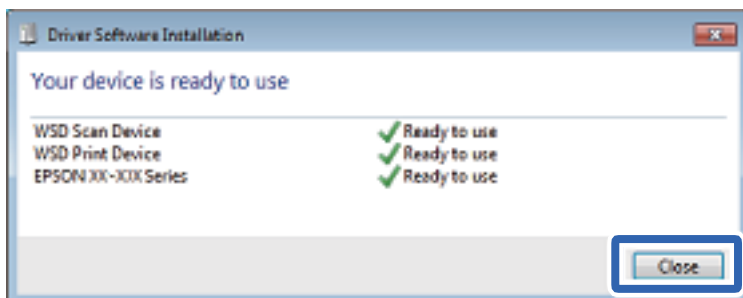 Driver Software Installation
Your device is ready to use
WSD Scan Device Ready to use
WSD Print Device Ready to use
EPSON XX-XXX Series Ready to use
Close